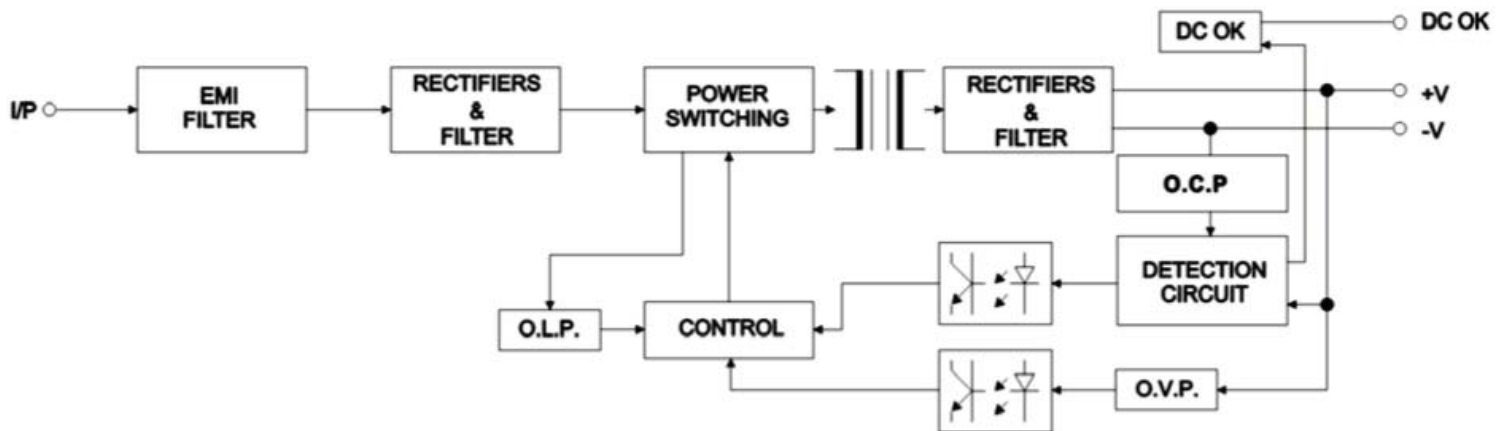 DC OK
DC OK
I/P
EMI
FILTER
RECTIFIERS
&
FILTER
POWER
SWITCHING
RECTIFIERS
&
FILTER
+V
-V
O.C.P
DETECTION
CIRCUIT
O.L.P.
CONTROL
O.V.P.